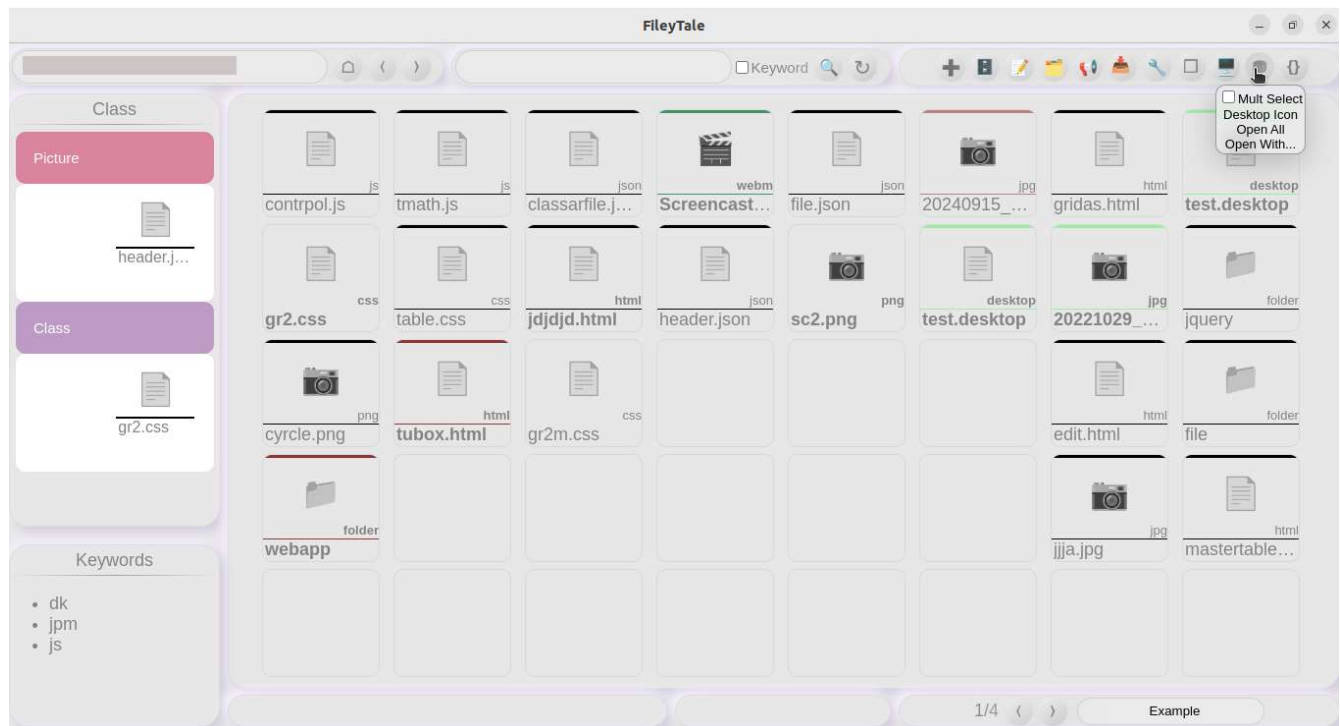 FileyTale
Keyword
Class
Picture
header.j...
Class
gr2.css
Keywords
dk
jpm
js
Mult Select
Desktop Icon
Open All
Open With...
js js json webm json jpg html desktop
contrpol.js tmath.js classarfile.j... Screencast... file.json 20240915_... gridas.html test.desktop
css css html json png desktop jpg folder
gr2.css table.css jdjdjd.html header.json sc2.png test.desktop 20221029_... jquery
png html css html folder
cyrcle.png tubox.html gr2m.css edit.html file
folder jpg html
webapp jjja.jpg mastertable...
1/4 Example